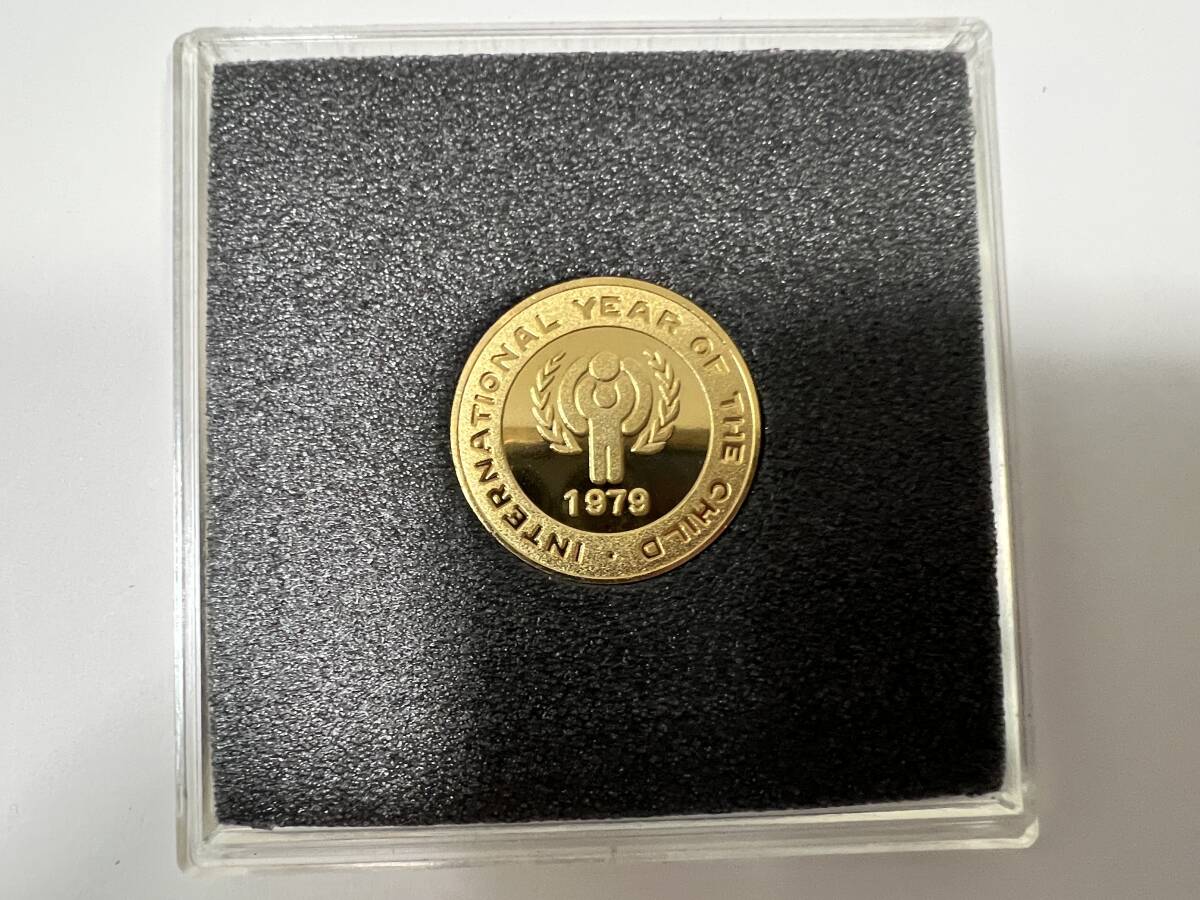 INTERNATIONAL YEAR OF THE CHILD ·
1979